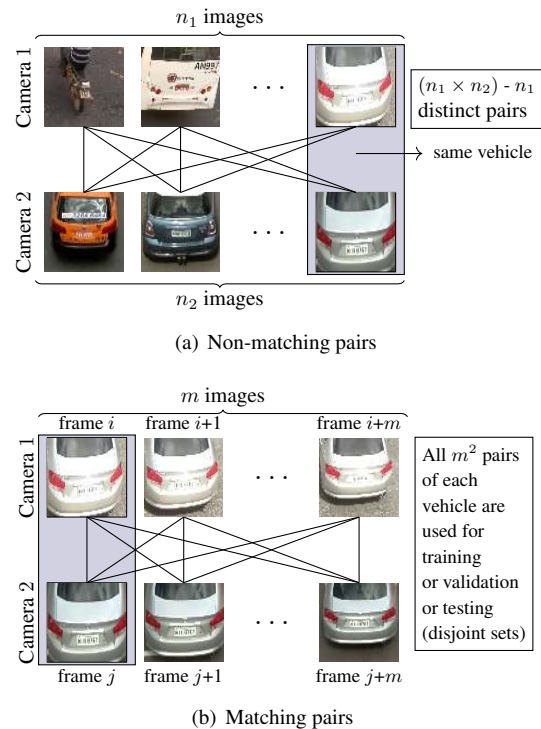 n₁ images
Camera 1
AN997
. . .
(n₁ × n₂) - n₁
distinct pairs
same vehicle
Camera 2
. . .
n₂ images
(a) Non-matching pairs
m images
frame i
frame i+1
frame i+m
Camera 1
. . .
All m² pairs
of each
vehicle are
used for
training
or validation
or testing
(disjoint sets)
Camera 2
. . .
frame j
frame j+1
frame j+m
(b) Matching pairs